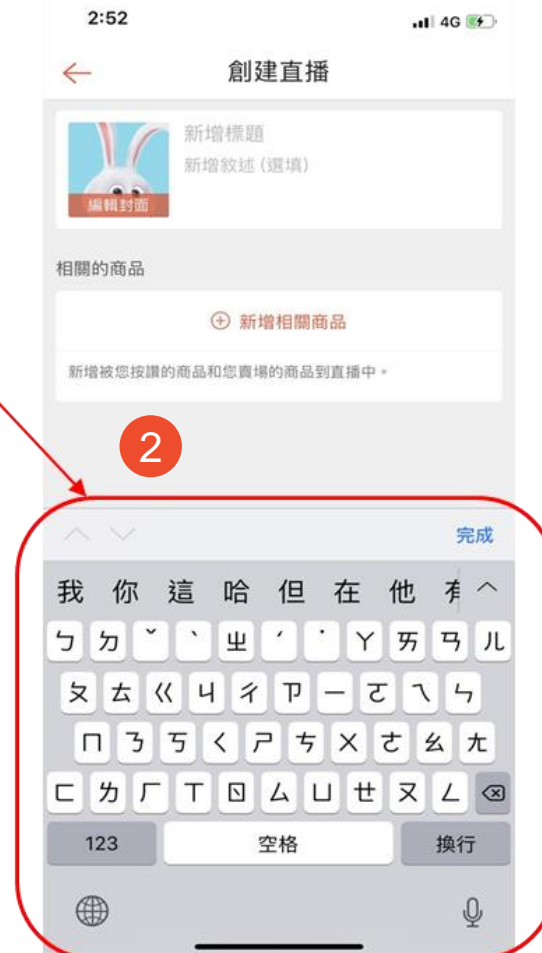 2:52 4G
創建直播
新增標題
新增敘述 (選填)
編輯封面
相關的商品
新增相關商品
新增被您按讚的商品和您賣場的商品到直播中。
2
完成
我 你 這 哈 但 在 他 有
ㄅ ㄉ ˇ ˋ ㄓ ˊ ˙ ㄚ ㄞ ㄢ ㄦ
ㄆ ㄊ ㄍ ㄐ ㄔ ㄗ ㄧ ㄛ ㄟ ㄣ
ㄇ ㄋ ㄎ ㄑ ㄕ ㄘ ㄨ ㄜ ㄠ ㄤ
ㄈ ㄌ ㄏ ㄒ ㄖ ㄙ ㄩ ㄝ ㄡ ㄥ
123 空格 換行